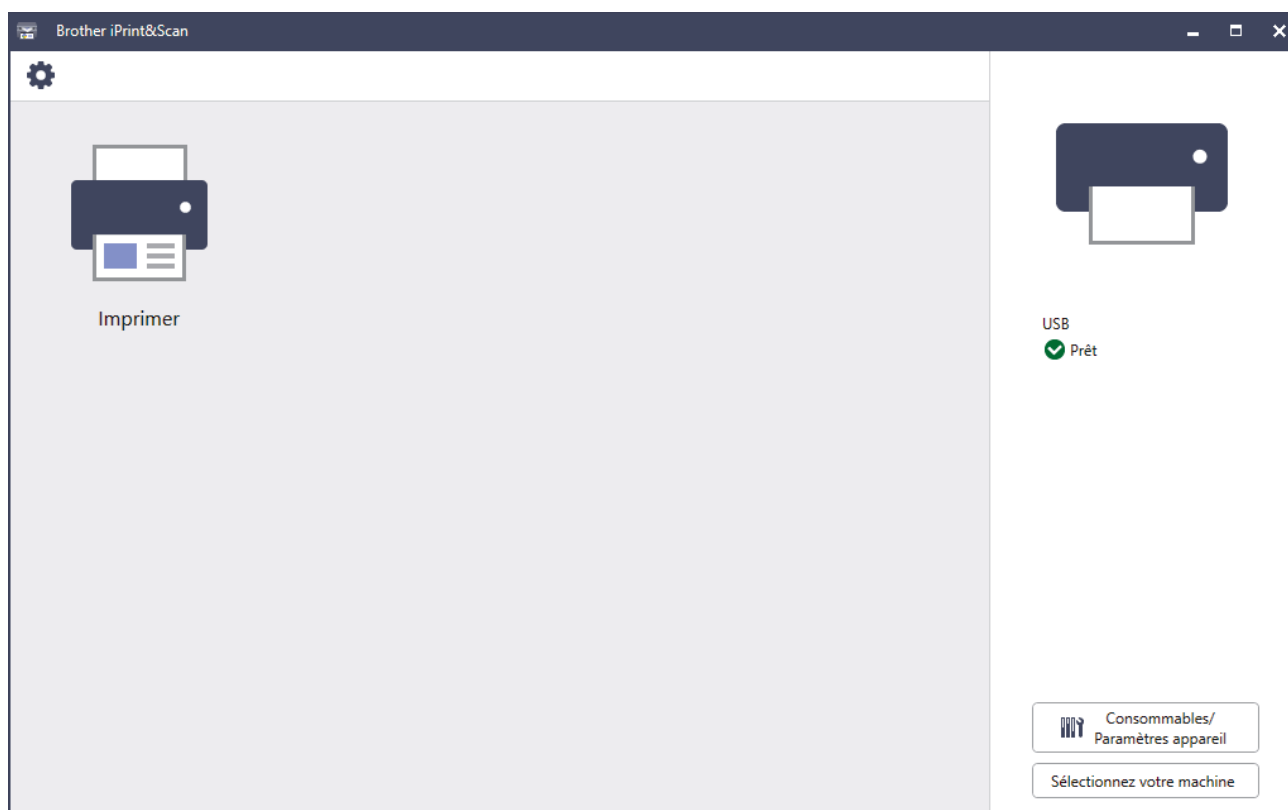 Brother iPrint&Scan
Imprimer
USB
Prêt
Consommables/
Paramètres appareil
Sélectionnez votre machine